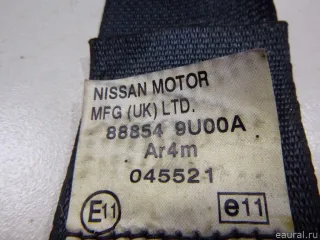 NISSAN MOTOR
MFG (UK) LTD.
88854 9U00A
Ar4m
045521
E11 e11
eaural.ru